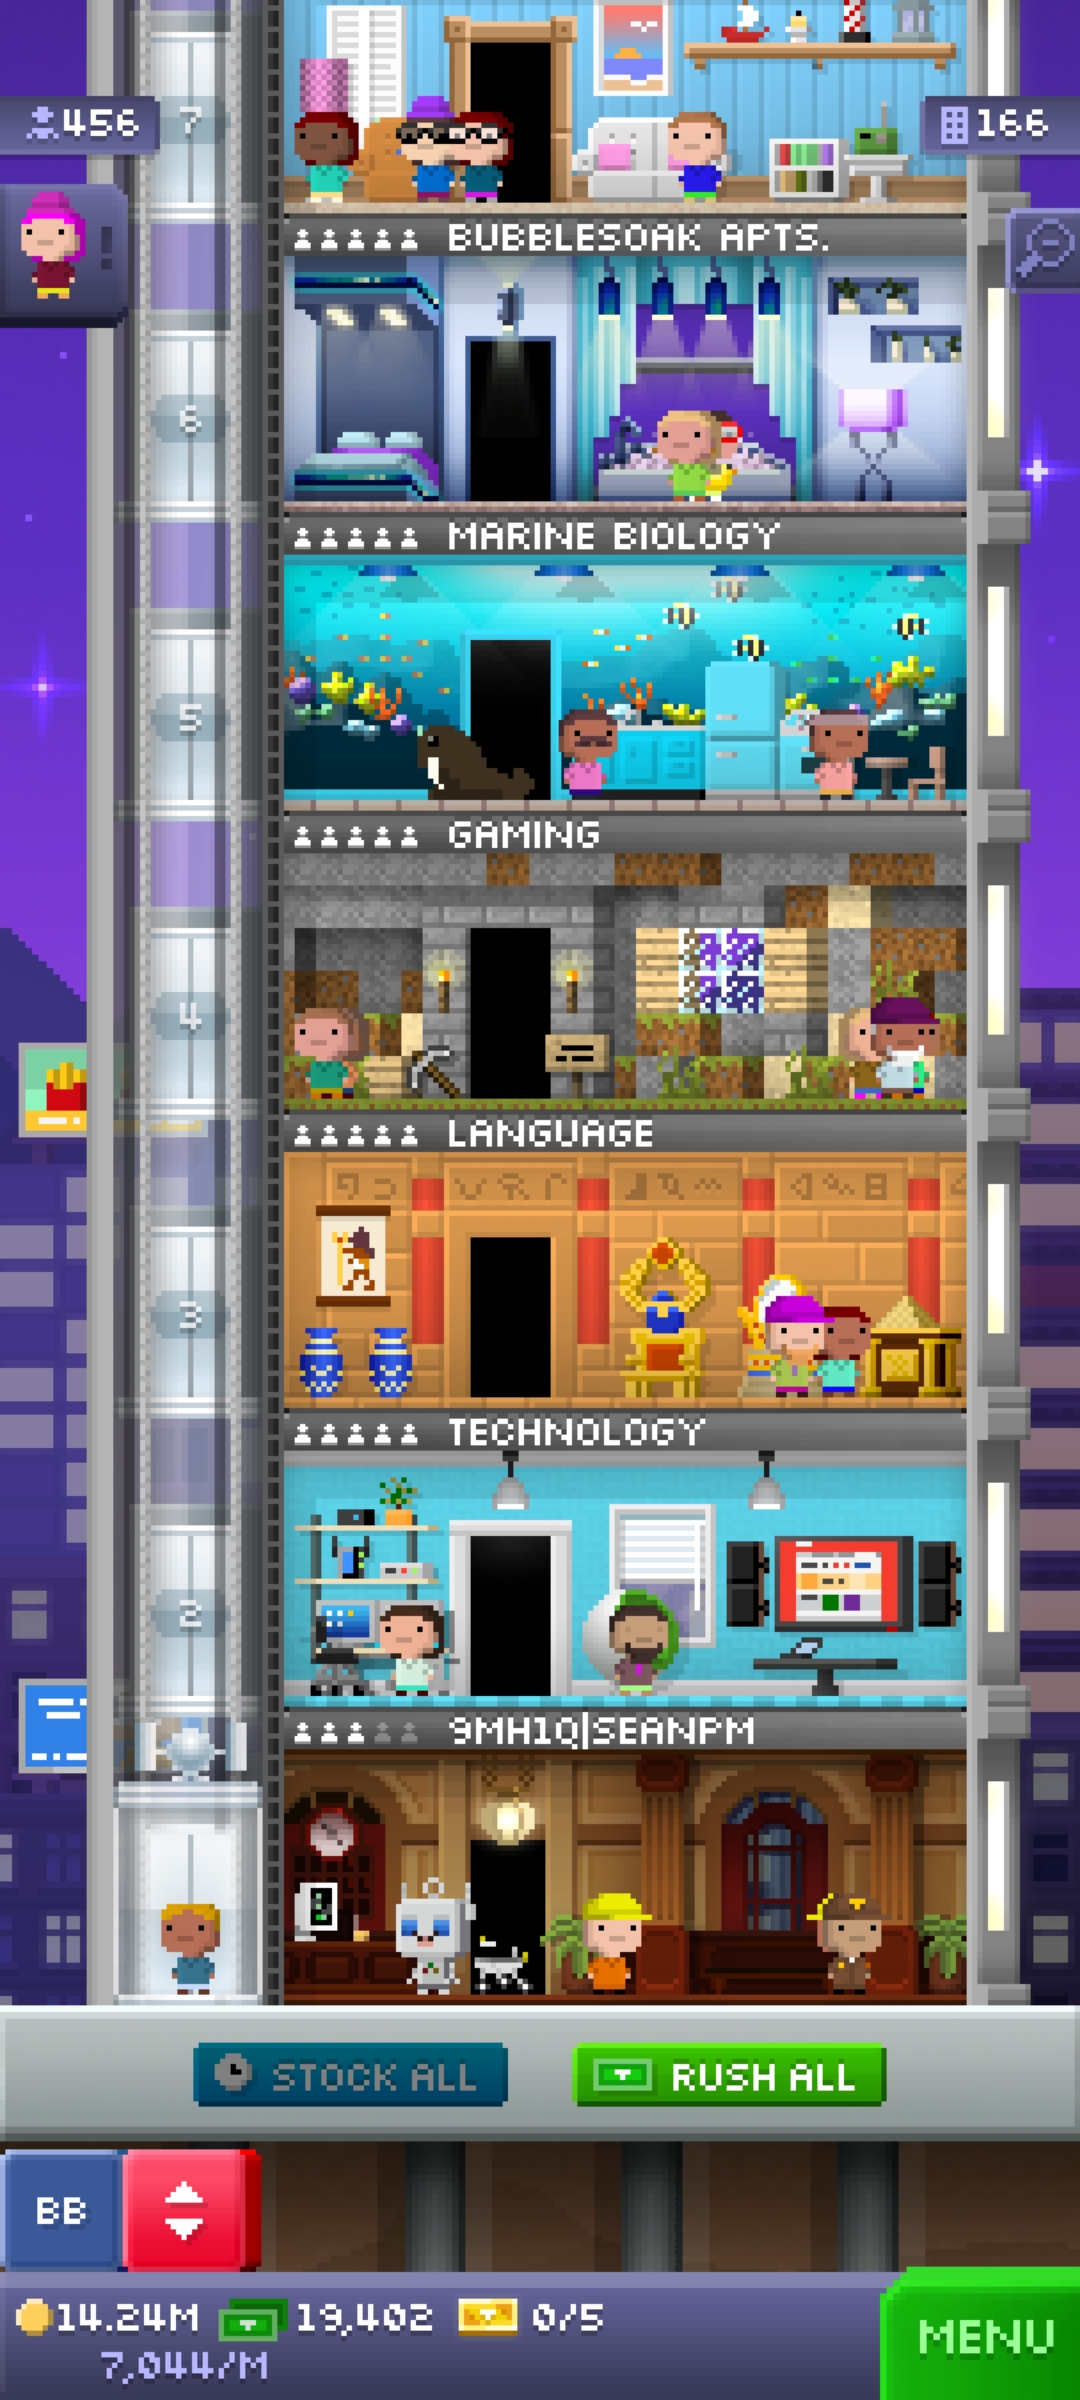 7
456
166
BUBBLESOAK APTS.
6
MARINE BIOLOGY
5
GAMING
4
LANGUAGE
3
TECHNOLOGY
2
9MH1Q|SEANPM
STOCK ALL
RUSH ALL
BB
14.24M
19,402
0/5
7,044/M
MENU